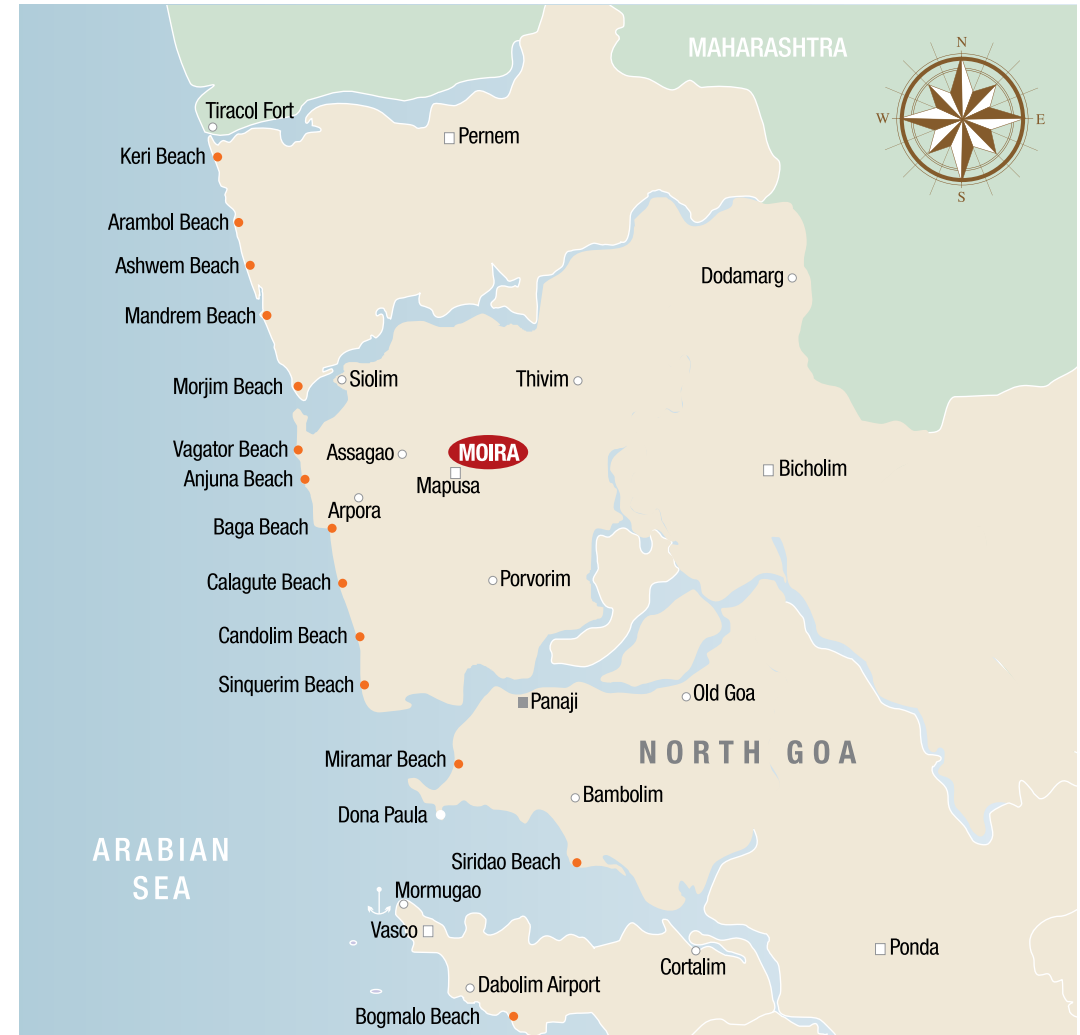 MAHARASHTRA
N
W
E
S
Tiracol Fort
Pernem
Keri Beach
Arambol Beach
Ashwem Beach
Dodamarg
Mandrem Beach
Siolim
Thivim
Morjim Beach
Vagator Beach
Assagao
MOIRA
Bicholim
Anjuna Beach
Mapusa
Arpora
Baga Beach
Calagute Beach
Porvorim
Candolim Beach
Sinquerim Beach
Panaji
Old Goa
NORTH GOA
Miramar Beach
Bambolim
Dona Paula
ARABIAN
SEA
Siridao Beach
Mormugao
Vasco
Cortalim
Ponda
Dabolim Airport
Bogmalo Beach